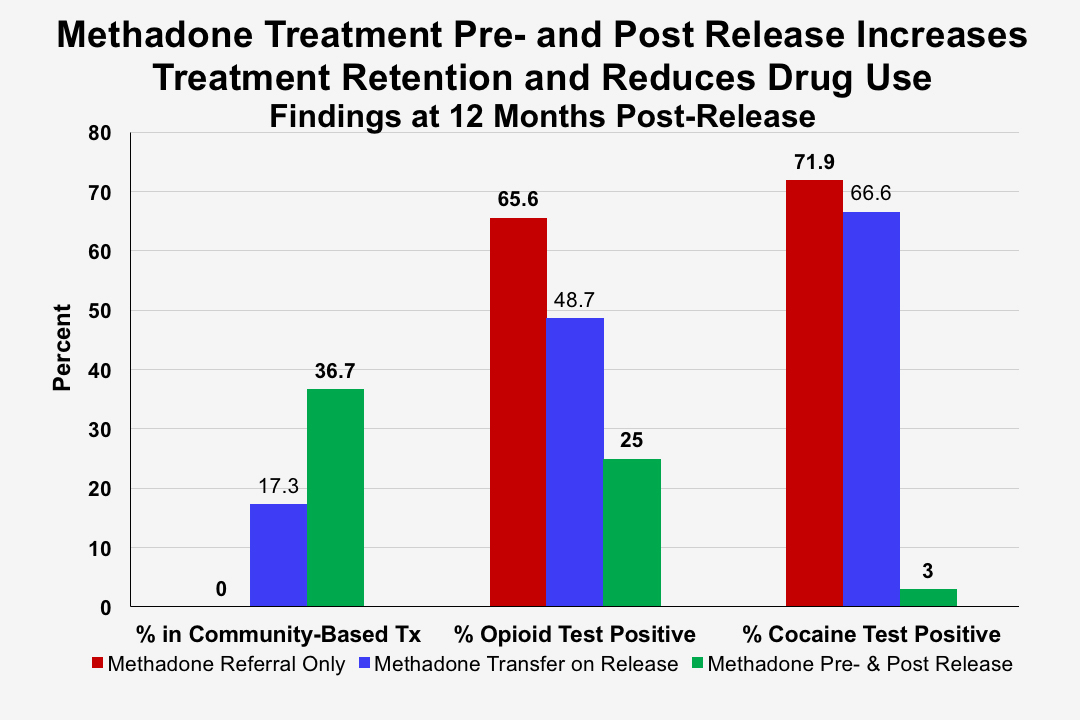 Methadone Treatment Pre- and Post Release Increases
Treatment Retention and Reduces Drug Use
Findings at 12 Months Post-Release
80
70
60
50
40
30
20
10
0
Percent
0
17.3
36.7
65.6
48.7
25
71.9
66.6
3
% in Community-Based Tx
% Opioid Test Positive
% Cocaine Test Positive
Methadone Referral Only
Methadone Transfer on Release
Methadone Pre- & Post Release